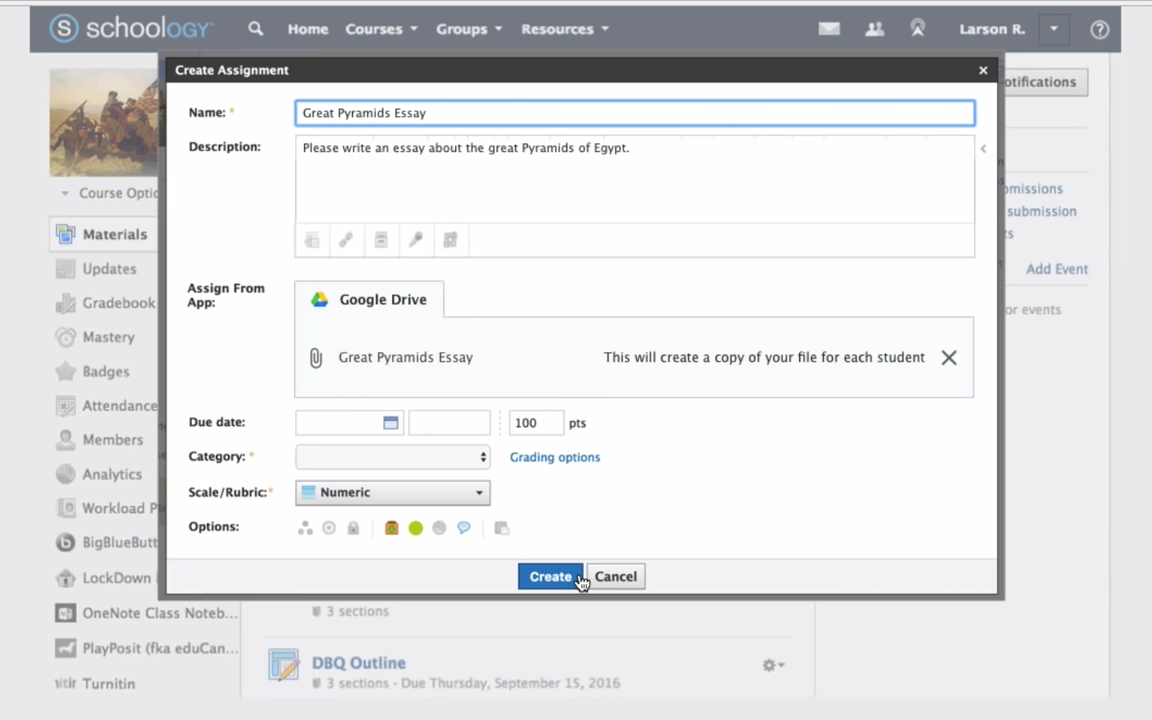 schoology
Home
Courses
Groups
Resources
Larson R.
Create Assignment
Name: *
Great Pyramids Essay
Description:
Please write an essay about the great Pyramids of Egypt.
Assign From
App:
Google Drive
Great Pyramids Essay
This will create a copy of your file for each student
Due date:
100 pts
Category: *
Grading options
Scale/Rubric:*
Numeric
Options:
Create
Cancel
Course Optio
Materials
Updates
Gradebook
Mastery
Badges
Attendance
Members
Analytics
Workload P
BigBlueButt
LockDown
OneNote Class Noteb...
PlayPosit (fka eduCan...
Turnitin
otifications
omissions
submission
ts
Add Event
or events
3 sections
DBQ Outline
3 sections - Due Thursday, September 15, 2016